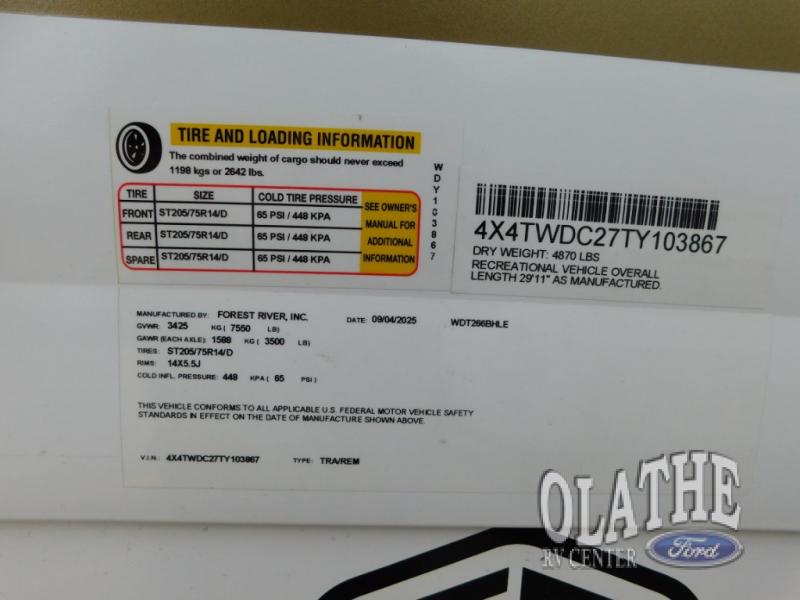 TIRE AND LOADING INFORMATION
The combined weight of cargo should never exceed
1198 kgs or 2642 lbs.
TIRE SIZE COLD TIRE PRESSURE
FRONT ST205/75R14/D 65 PSI / 448 KPA
REAR ST205/75R14/D 65 PSI / 448 KPA
SPARE ST205/75R14/D 65 PSI / 448 KPA
SEE OWNER'S
MANUAL FOR
ADDITIONAL
INFORMATION
WDY103867
4X4TWDC27TY103867
DRY WEIGHT: 4870 LBS
RECREATIONAL VEHICLE OVERALL
LENGTH 29'11" AS MANUFACTURED.
MANUFACTURED BY: FOREST RIVER, INC. DATE: 09/04/2025 WDT266BHLE
GVWR: 3425 KG ( 7550 LB)
GAWR (EACH AXLE): 1588 KG ( 3500 LB)
TIRES: ST205/75R14/D
RIMS: 14X5.5J
COLD INFL. PRESSURE: 448 KPA ( 65 PSI )
THIS VEHICLE CONFORMS TO ALL APPLICABLE U.S. FEDERAL MOTOR VEHICLE SAFETY
STANDARDS IN EFFECT ON THE DATE OF MANUFACTURE SHOWN ABOVE.
V.I.N.: 4X4TWDC27TY103867 TYPE: TRA/REM
OLATHE
RV CENTER
Ford